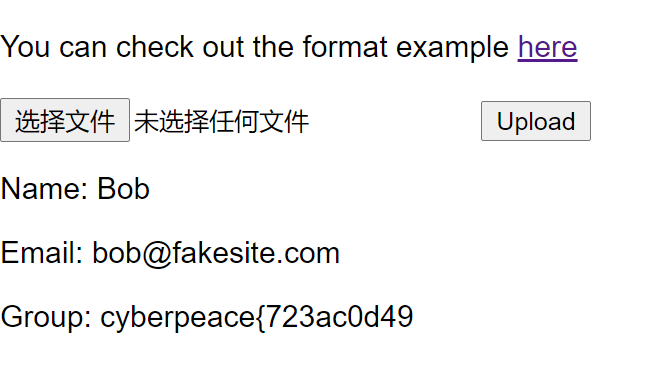 You can check out the format example here
选择文件 未选择任何文件 Upload
Name: Bob
Email: bob@fakesite.com
Group: cyberpeace{723ac0d49